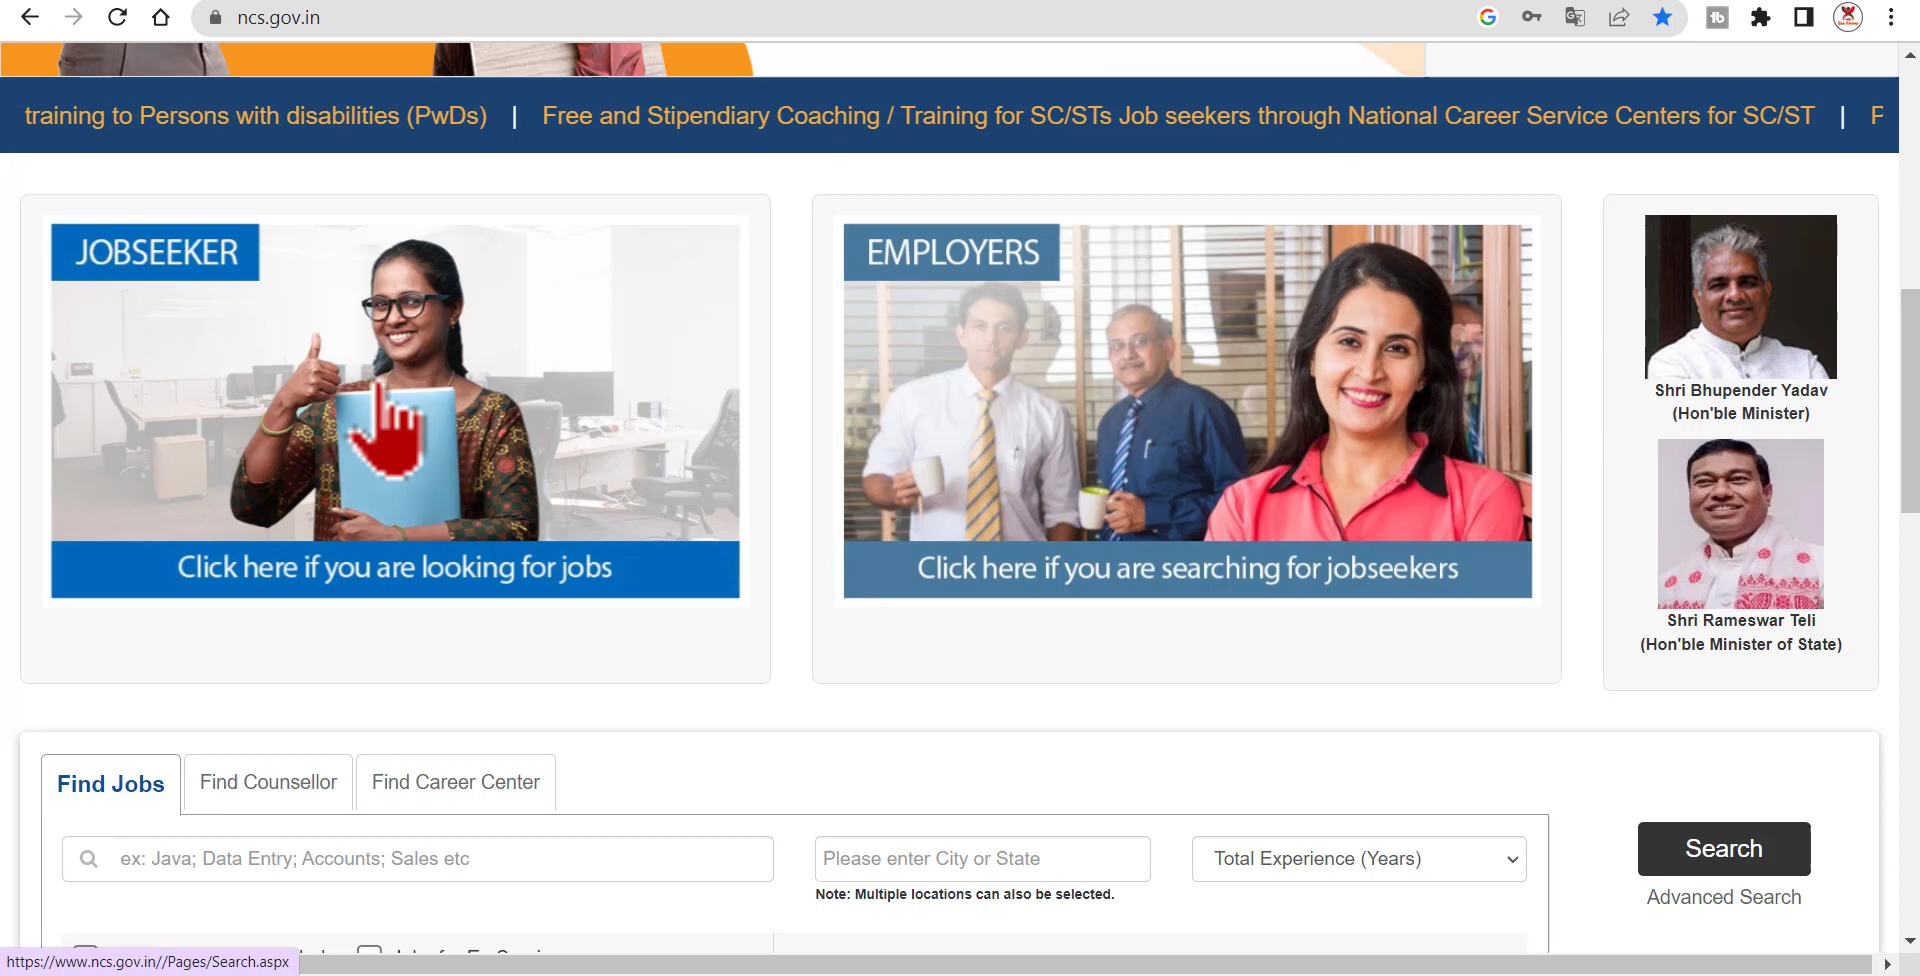 ncs.gov.in
training to Persons with disabilities (PwDs) | Free and Stipendiary Coaching / Training for SC/STs Job seekers through National Career Service Centers for SC/ST |
JOBSEEKER
Click here if you are looking for jobs
EMPLOYERS
Click here if you are searching for jobseekers
Shri Bhupender Yadav
(Hon'ble Minister)
Shri Rameswar Teli
(Hon'ble Minister of State)
Find Jobs
Find Counsellor
Find Career Center
ex: Java; Data Entry; Accounts; Sales etc
Please enter City or State
Total Experience (Years)
Note: Multiple locations can also be selected.
Search
Advanced Search
https://www.ncs.gov.in//Pages/Search.aspx